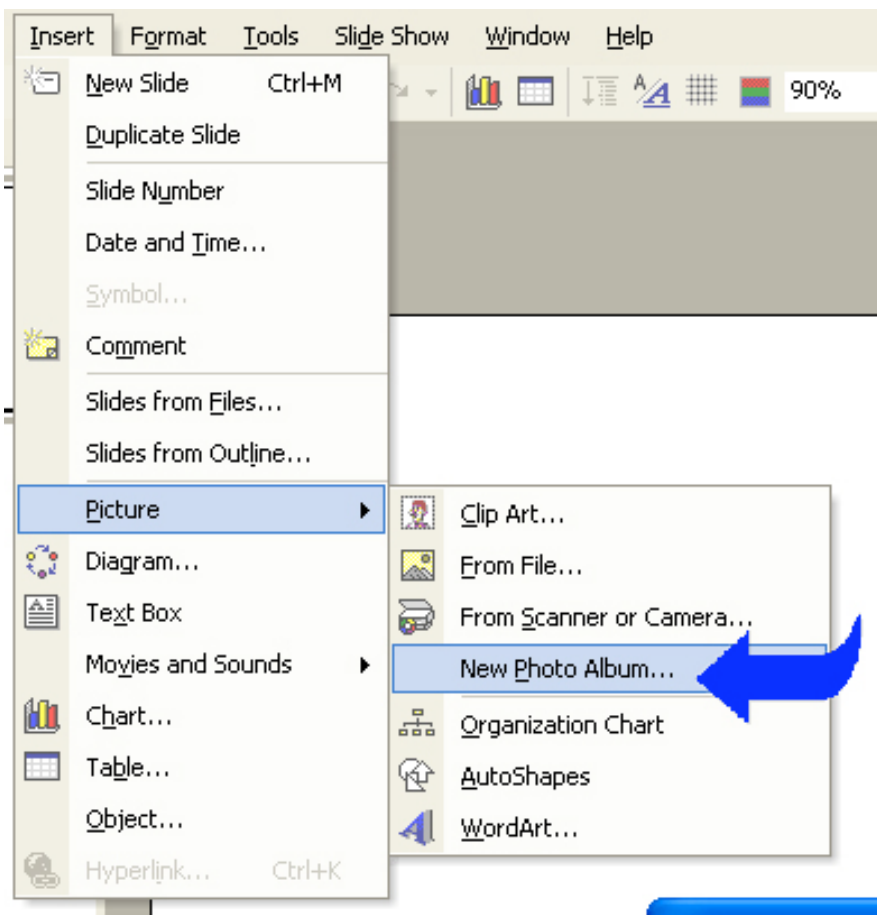 Insert Format Tools Slide Show Window Help
90%
New Slide Ctrl+M
Duplicate Slide
Slide Number
Date and Time...
Symbol...
Comment
Slides from Files...
Slides from Outline...
Picture
Diagram...
Text Box
Movies and Sounds
Chart...
Table...
Object...
Hyperlink... Ctrl+K
Clip Art...
From File...
From Scanner or Camera...
New Photo Album...
Organization Chart
AutoShapes
WordArt...